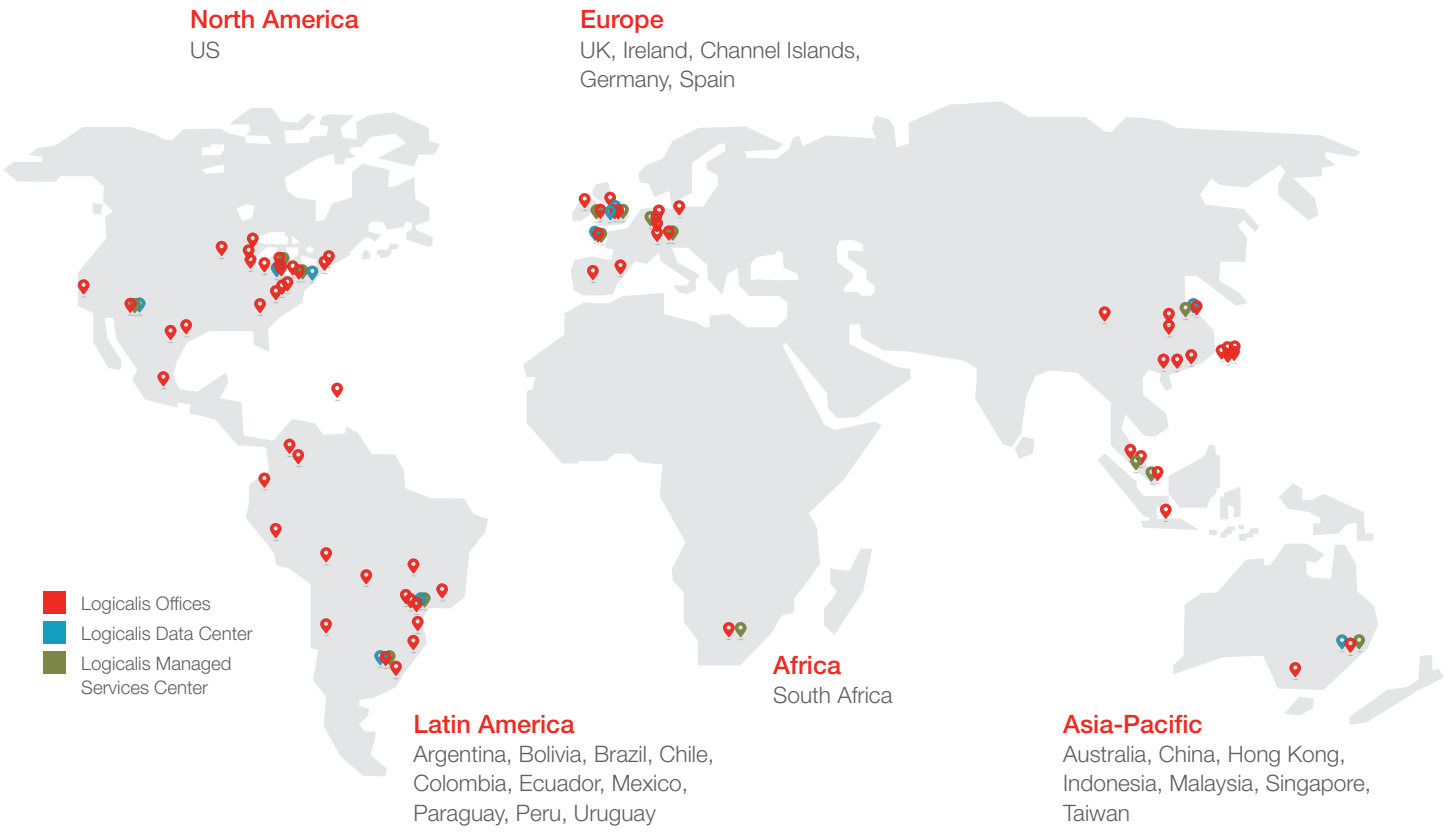 North America
US
Europe
UK, Ireland, Channel Islands,
Germany, Spain
Logicalis Offices
Logicalis Data Center
Logicalis Managed
Services Center
Africa
South Africa
Latin America
Argentina, Bolivia, Brazil, Chile,
Colombia, Ecuador, Mexico,
Paraguay, Peru, Uruguay
Asia-Pacific
Australia, China, Hong Kong,
Indonesia, Malaysia, Singapore,
Taiwan